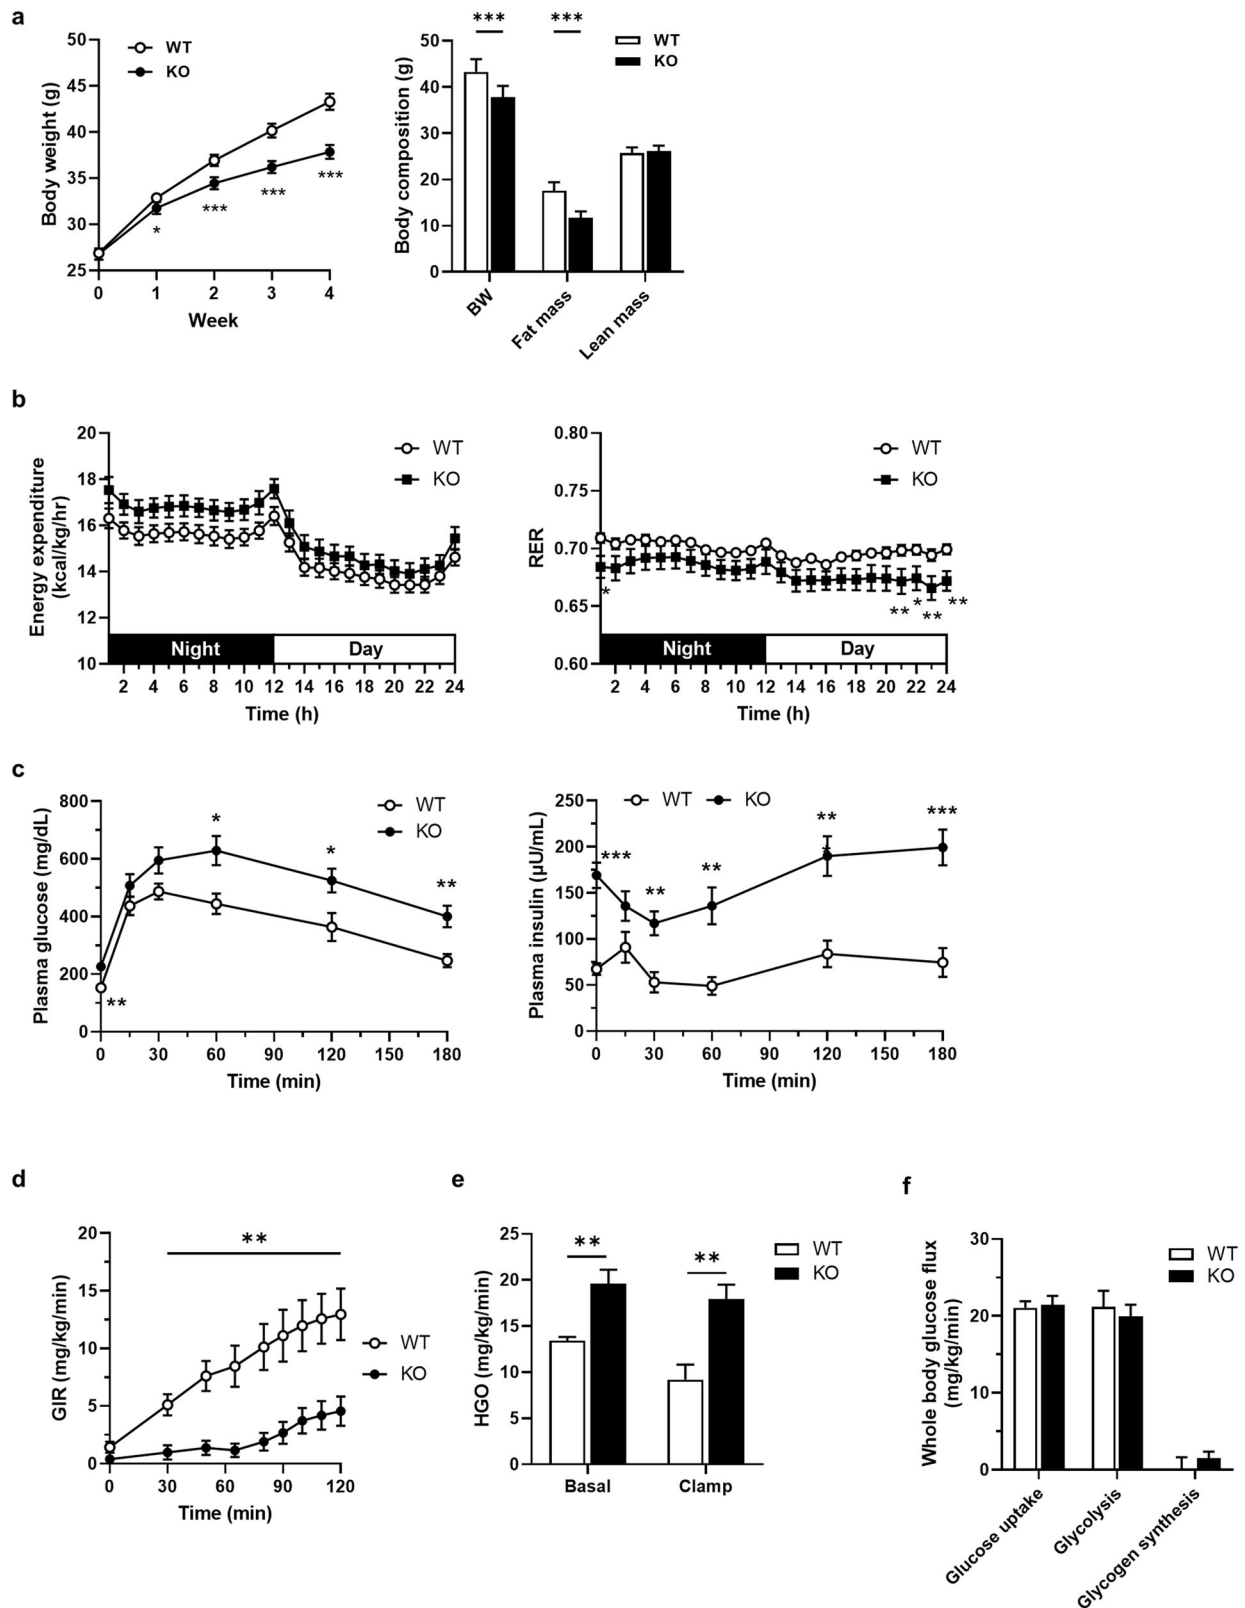 a
50
45
40
35
30
25
Body weight (g)
WT
KO
*
***
***
***
0 1 2 3 4
Week
***
***
50
40
30
20
10
0
Body composition (g)
WT
KO
BW
Fat mass
Lean mass
b
20
18
16
14
12
10
Energy expenditure
(kcal/kg/hr)
WT
KO
Night
Day
2 4 6 8 10 12 14 16 18 20 22 24
Time (h)
0.80
0.75
0.70
0.65
0.60
RER
WT
KO
*
**
*
**
**
Night
Day
2 4 6 8 10 12 14 16 18 20 22 24
Time (h)
c
800
600
400
200
0
Plasma glucose (mg/dL)
WT
KO
**
*
*
**
0 30 60 90 120 150 180
Time (min)
250
200
150
100
50
0
Plasma insulin (µU/mL)
WT
KO
***
**
**
**
***
0 30 60 90 120 150 180
Time (min)
d
20
15
10
5
0
GIR (mg/kg/min)
**
WT
KO
0 30 60 90 120
Time (min)
e
25
20
15
10
5
0
HGO (mg/kg/min)
**
**
WT
KO
Basal
Clamp
f
30
20
10
0
Whole body glucose flux
(mg/kg/min)
WT
KO
Glucose uptake
Glycolysis
Glycogen synthesis